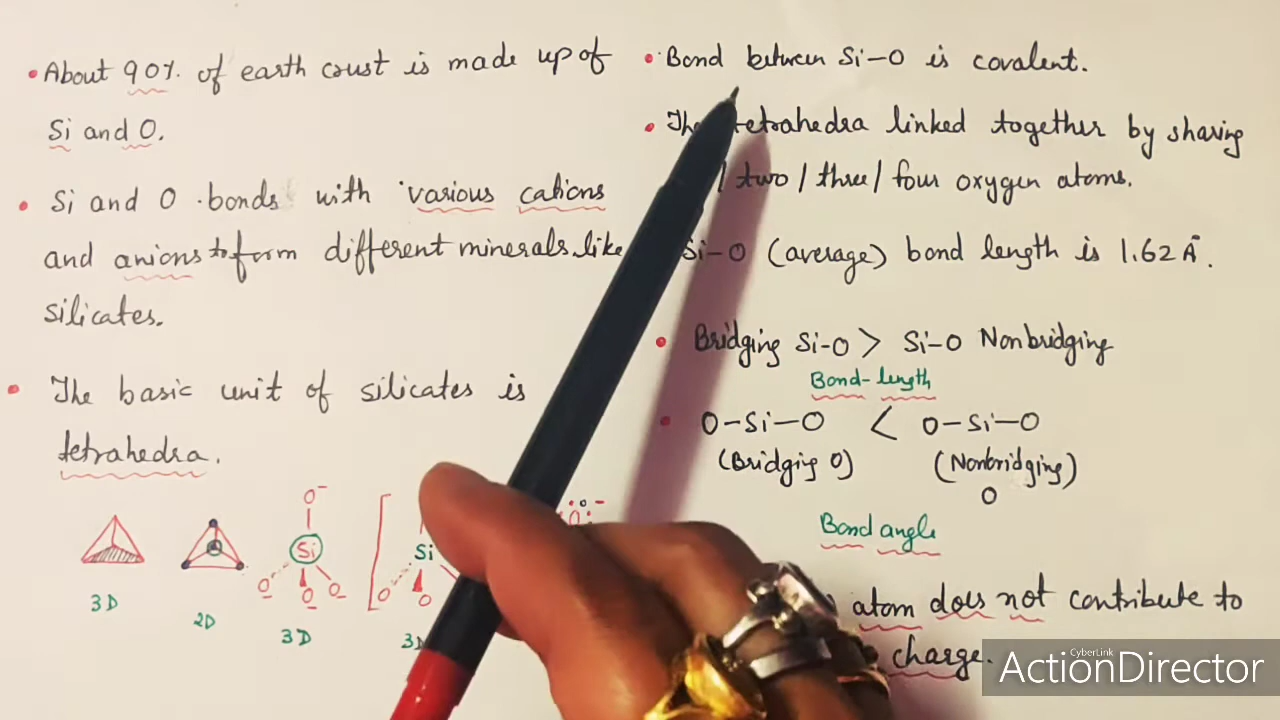 • About 90% of earth coust is made up of
Si and O.
• Si and O bonds with various cations
and anions to form different minerals like
silicates.
• The basic unit of silicates is
tetrahedra.
O⁻
Si
O⁻ O⁻ O⁻
3D
2D
3D
Si
O
O
3D
• Bond between Si-O is covalent.
• The tetrahedra linked together by sharing
/ two / three / four oxygen atoms.
Si-O (average) bond length is 1.62 Å.
• Bridging Si-O > Si-O Nonbridging
Bond-length
• O-Si-O < O-Si-O
(Bridgig O) (Nonbridging)
O
Bond angle
atom does not contribute to
charge.
CyberLink
ActionDirector